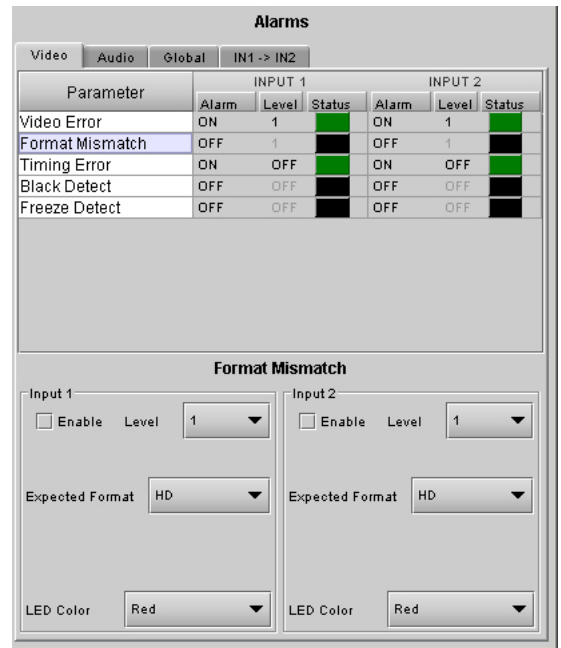 Alarms
Video Audio Global IN1 -> IN2
Parameter INPUT 1 INPUT 2
Alarm Level Status Alarm Level Status
Video Error ON 1 ON 1
Format Mismatch OFF 1 OFF 1
Timing Error ON OFF ON OFF
Black Detect OFF OFF OFF OFF
Freeze Detect OFF OFF OFF OFF
Format Mismatch
Input 1 Input 2
Enable Level 1 Enable Level 1
Expected Format HD Expected Format HD
LED Color Red LED Color Red